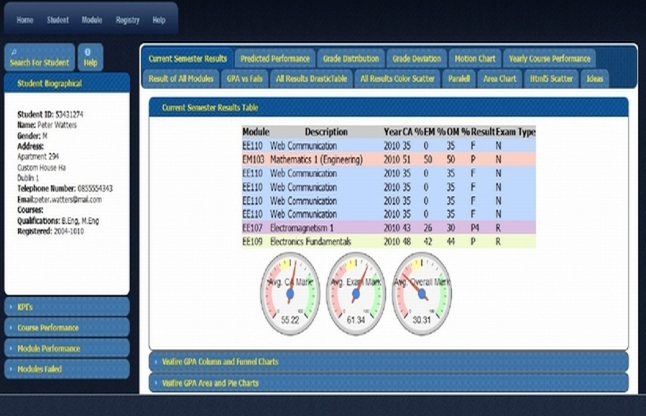 Home Student Module Registry Help
Search For Student Help
Student Biographical
Student ID: 53431274
Name: Peter Watters
Gender: M
Address:
Apartment 294
Custom House Ha
Dublin 1
Telephone Number: 0855554343
Email:peter.watters@mail.com
Courses:
Qualifications: B.Eng, M.Eng
Registered: 2004-1010
KPI's
Course Performance
Module Performance
Modules Failed
Current Semester Results Predicted Performance Grade Distribution Grade Deviation Motion Chart Yearly Course Performance
Result of All Modules GPA vs Fails All Results DrasticTable All Results Color Scatter Paralell Area Chart Html5 Scatter Ideas
Current Semester Results Table
Module Description Year CA % EM % OM % Result Exam Type
EE110 Web Communication 2010 35 0 35 F N
EM103 Mathematics 1 (Engineering) 2010 51 50 50 P N
EE110 Web Communication 2010 35 0 35 F N
EE110 Web Communication 2010 35 0 35 F N
EE110 Web Communication 2010 35 0 35 F N
EE110 Web Communication 2010 35 0 35 F N
EE107 Electromagnetism 1 2010 43 26 30 P4 R
EE109 Electronics Fundamentals 2010 48 42 44 P R
Avg. CA Mark Avg. Exam Mark Avg. Overall Mark
55.22 61.34 30.31
Visifire GPA Column and Funnel Charts
Visifire GPA Area and Pie Charts